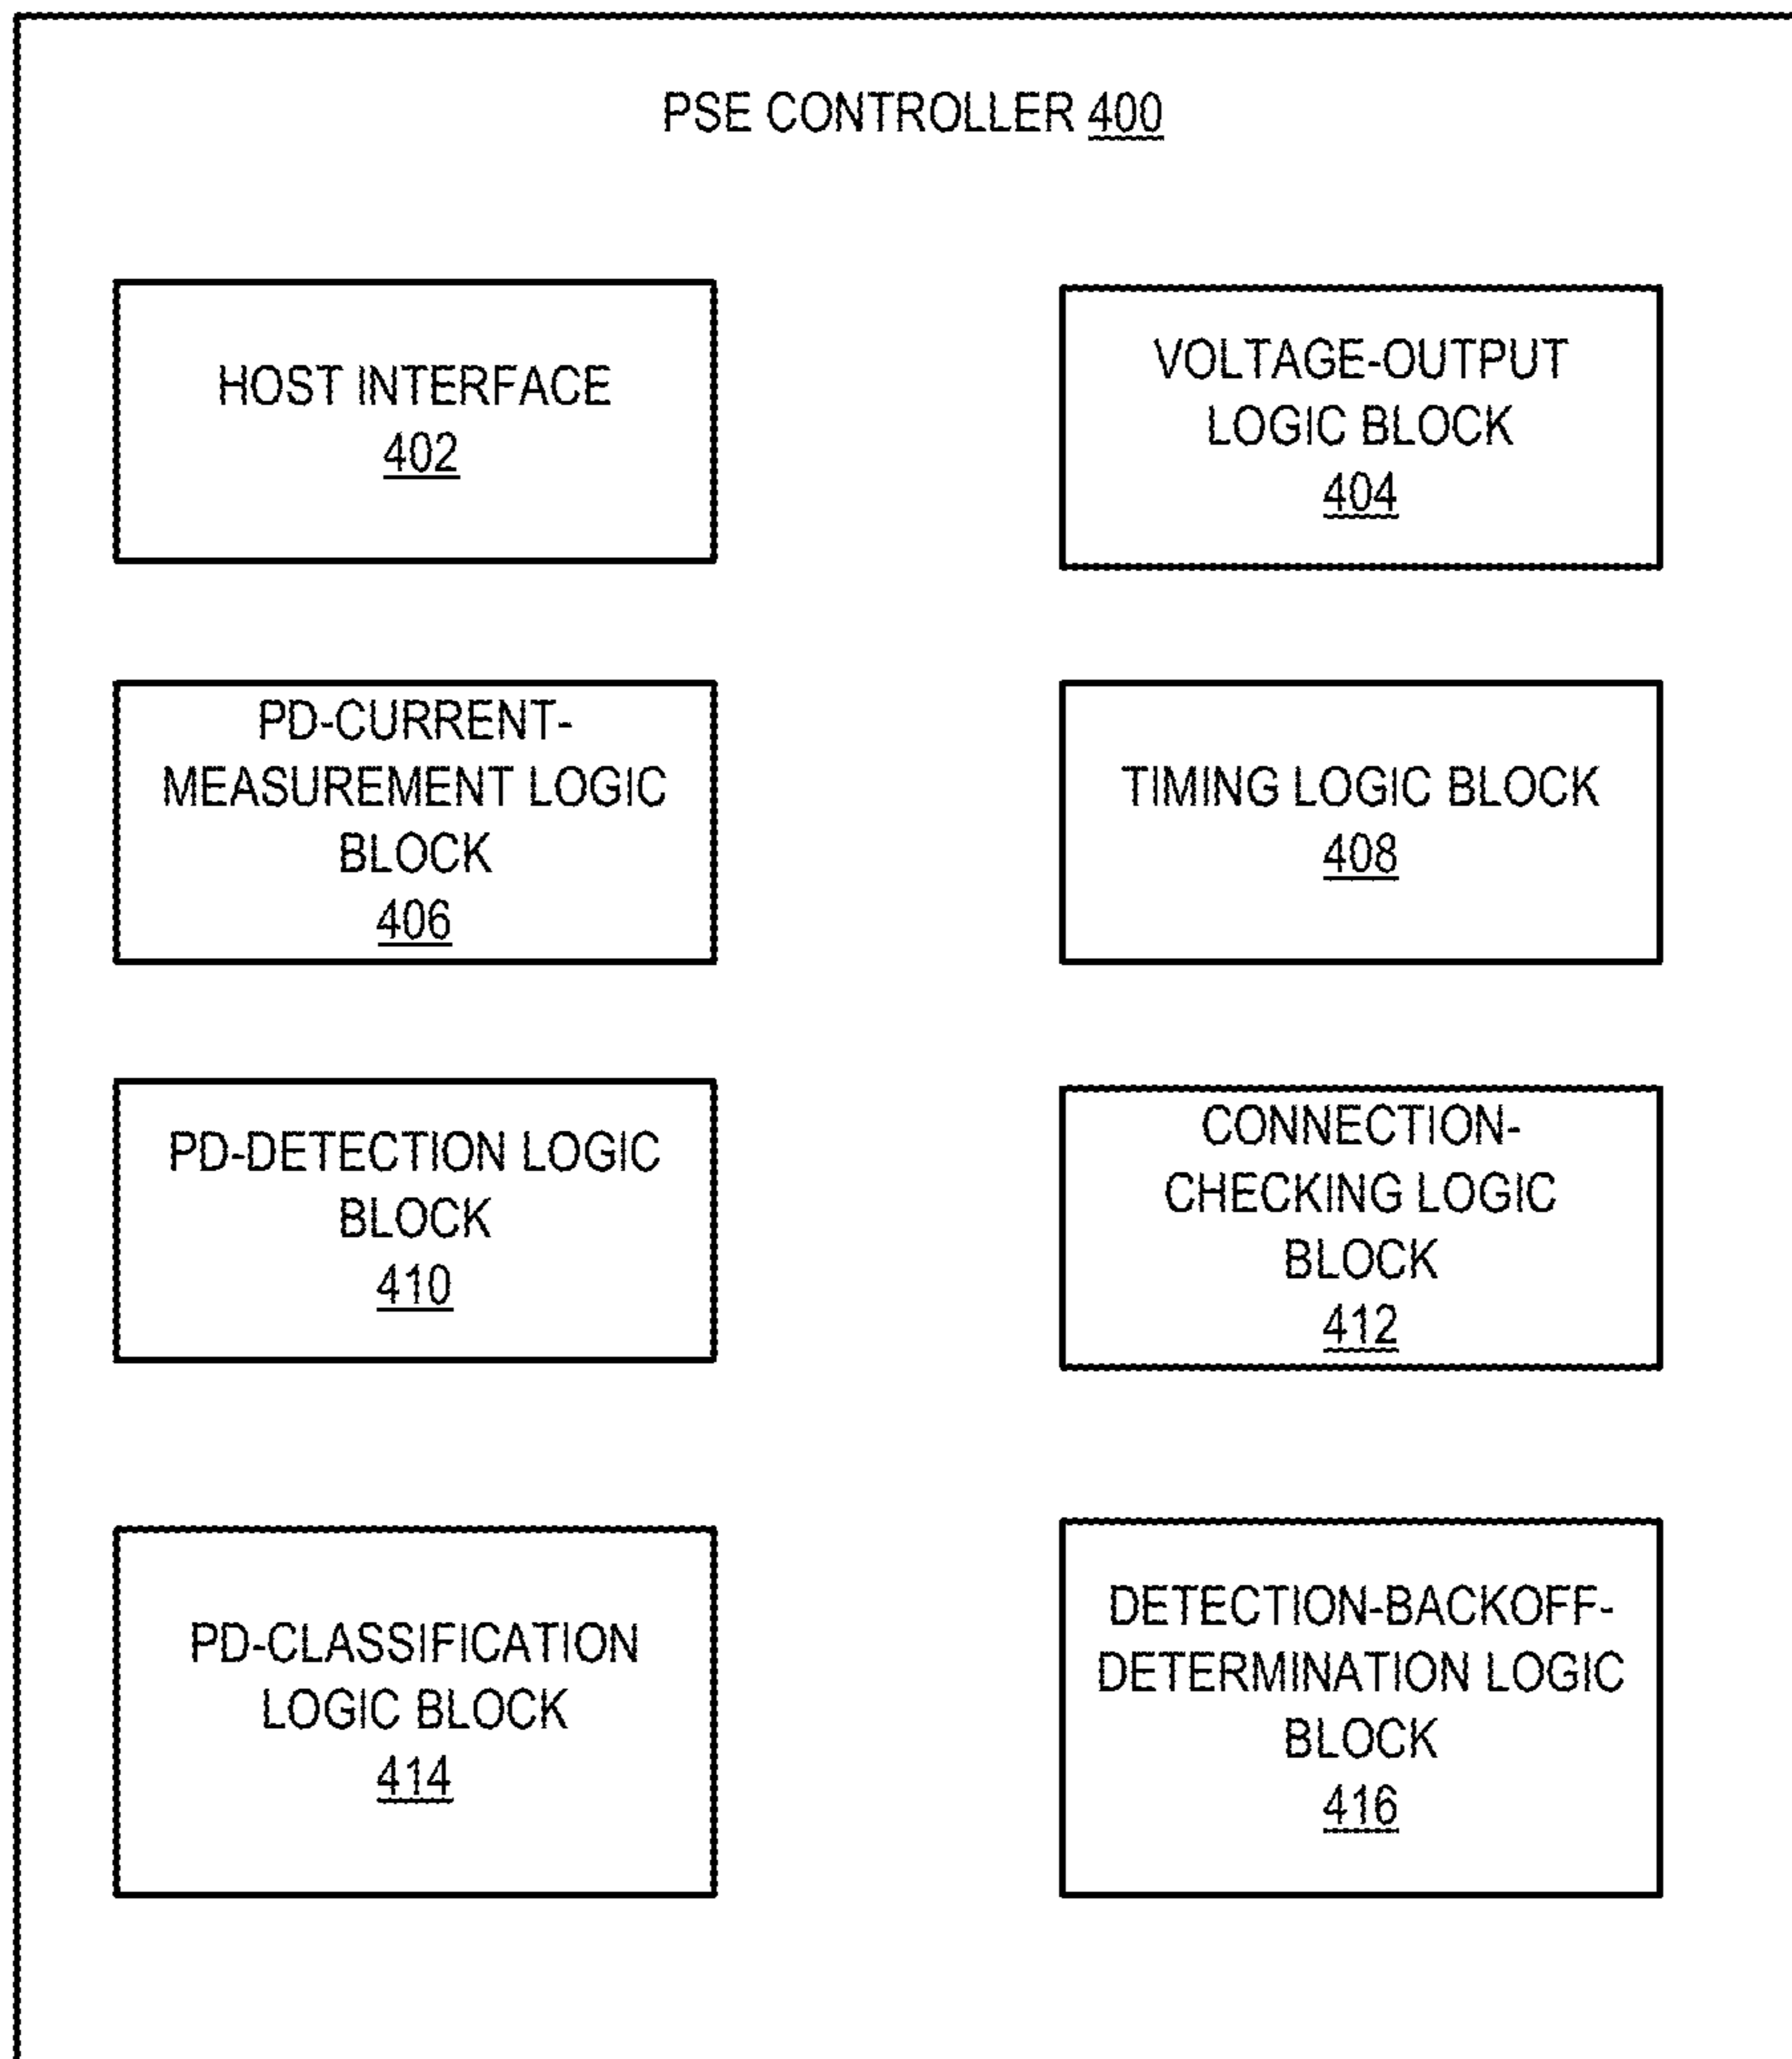 PSE CONTROLLER 400
HOST INTERFACE
402
VOLTAGE-OUTPUT
LOGIC BLOCK
404
PD-CURRENT-
MEASUREMENT LOGIC
BLOCK
406
TIMING LOGIC BLOCK
408
PD-DETECTION LOGIC
BLOCK
410
CONNECTION-
CHECKING LOGIC
BLOCK
412
PD-CLASSIFICATION
LOGIC BLOCK
414
DETECTION-BACKOFF-
DETERMINATION LOGIC
BLOCK
416